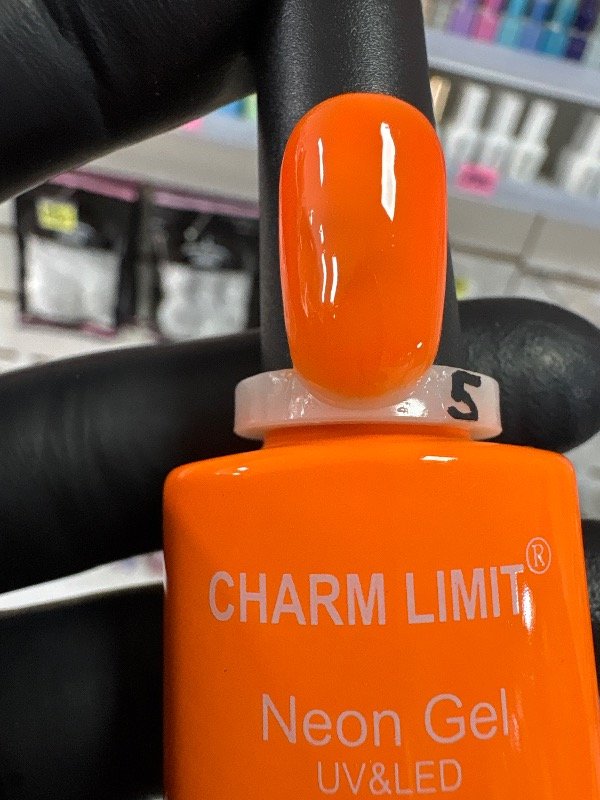 5
CHARM LIMIT®
Neon Gel
UV&LED